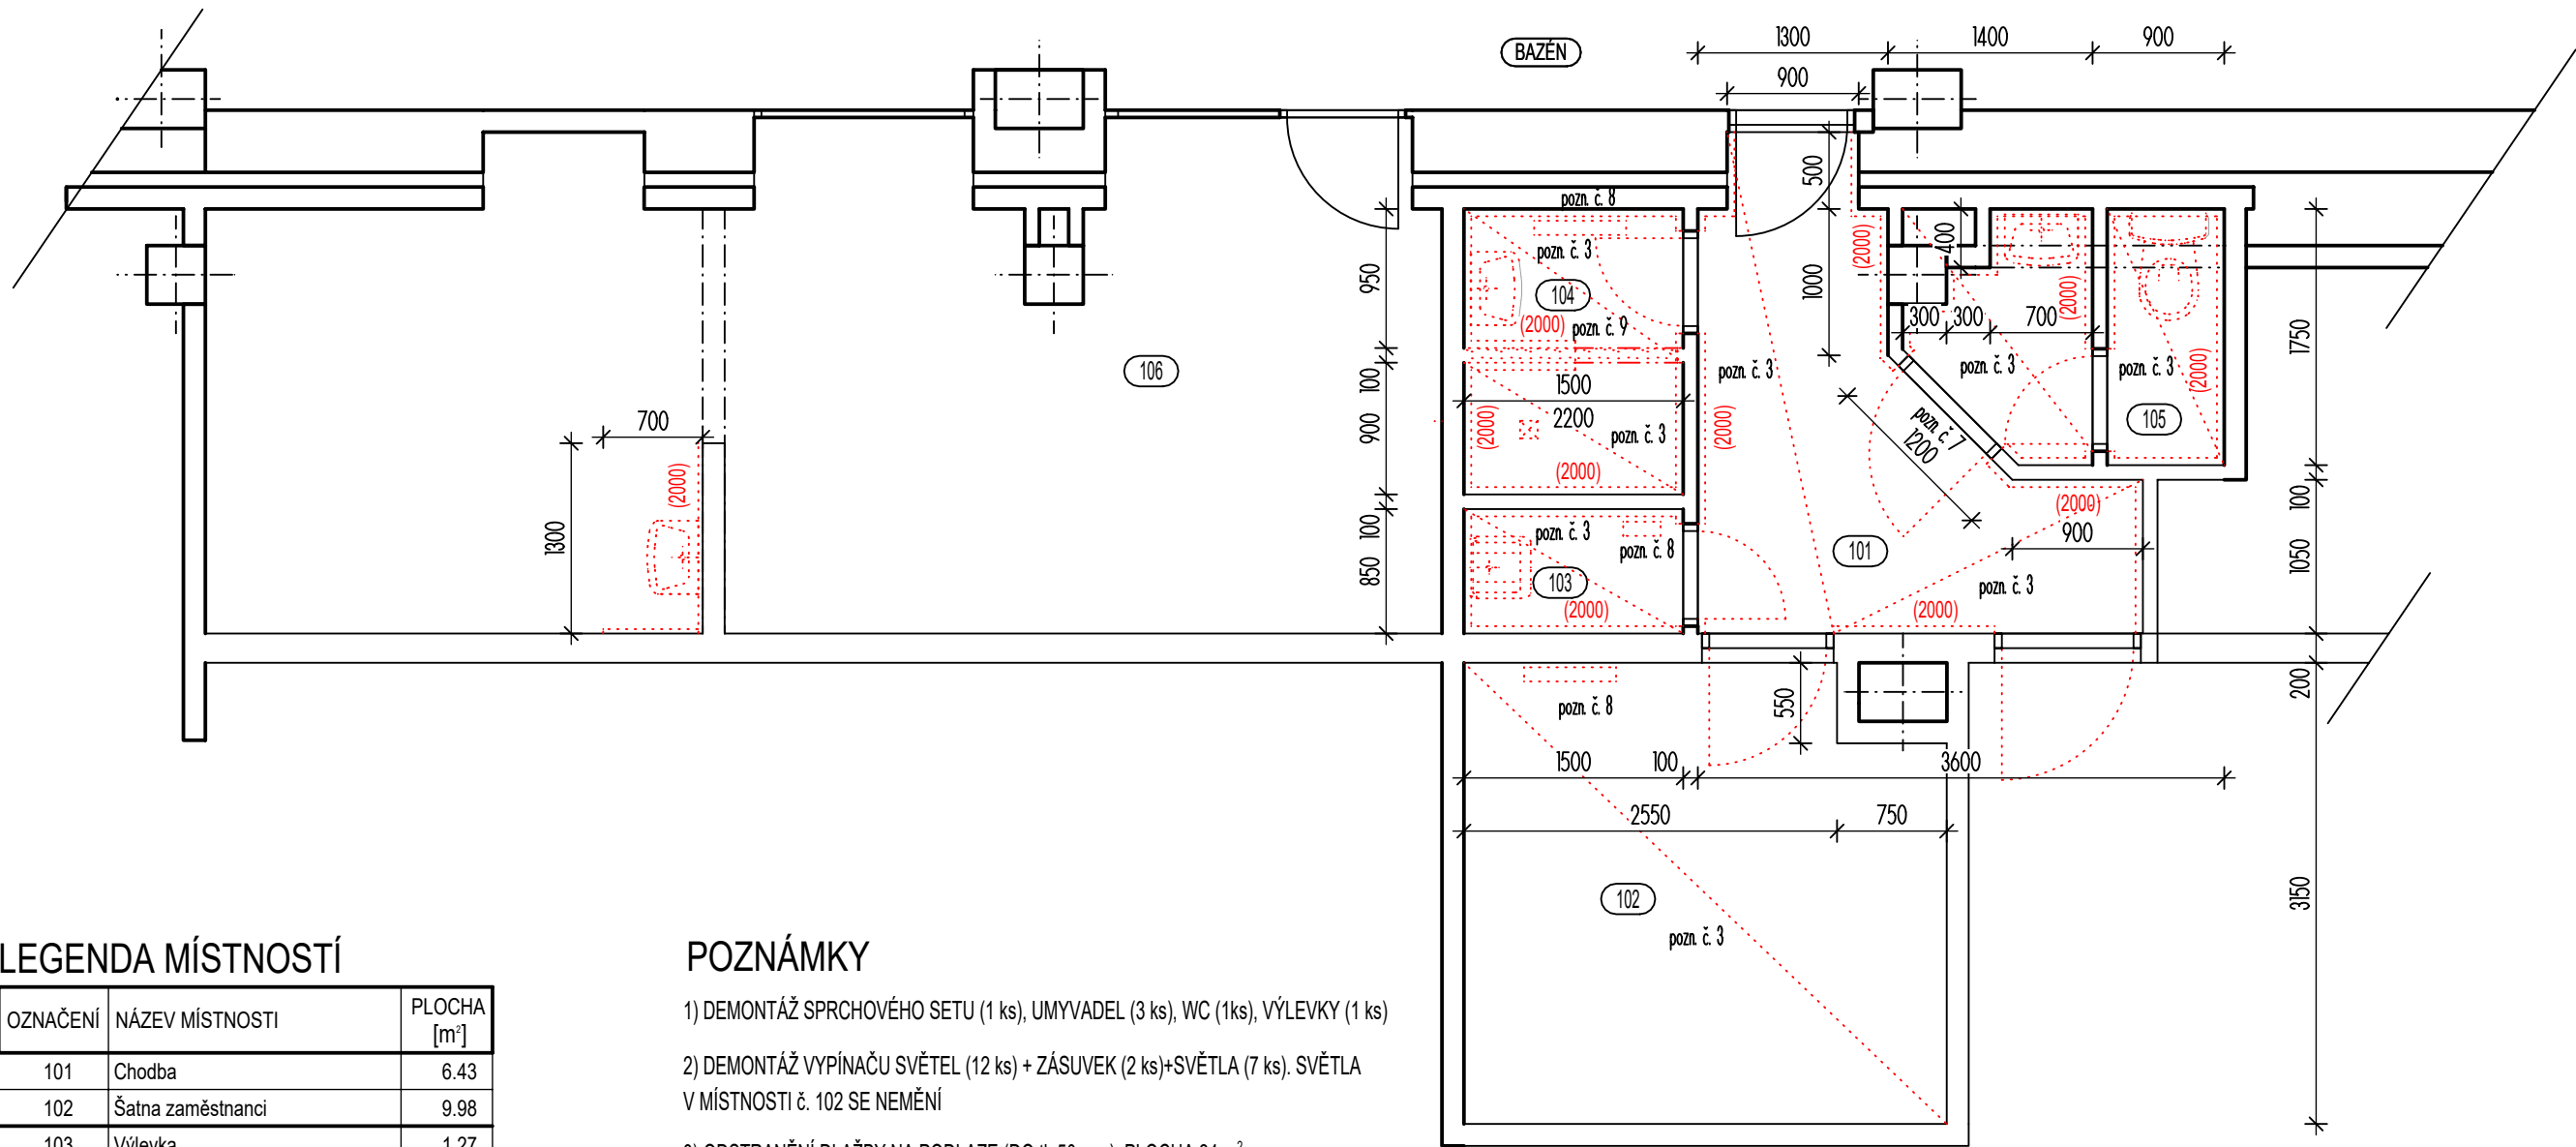 BAZÉN
1300
1400
900
900
500
1000
(2000)
400
300
300
700
(2000)
pozn. č. 3
pozn. č. 3
(2000)
105
1750
pozn. č. 8
pozn. č. 3
104
(2000)
pozn. č. 9
950
100
900
100
850
1500
2200
(2000)
pozn. č. 3
(2000)
pozn. č. 3
(2000)
pozn. č. 7
1200
106
700
(2000)
1300
pozn. č. 3
pozn. č. 8
103
(2000)
101
(2000)
900
pozn. č. 3
(2000)
100
1050
200
3150
pozn. č. 8
550
1500
100
3600
2550
750
102
pozn. č. 3
LEGENDA MÍSTNOSTÍ
OZNAČENÍ NÁZEV MÍSTNOSTI PLOCHA
[m²]
101 Chodba 6.43
102 Šatna zaměstnanci 9.98
103 Výlevka 1.27
POZNÁMKY
1) DEMONTÁŽ SPRCHOVÉHO SETU (1 ks), UMYVADEL (3 ks), WC (1ks), VÝLEVKY (1 ks)
2) DEMONTÁŽ VYPÍNAČU SVĚTEL (12 ks) + ZÁSUVEK (2 ks)+SVĚTLA (7 ks). SVĚTLA
V MÍSTNOSTI č. 102 SE NEMĚNÍ